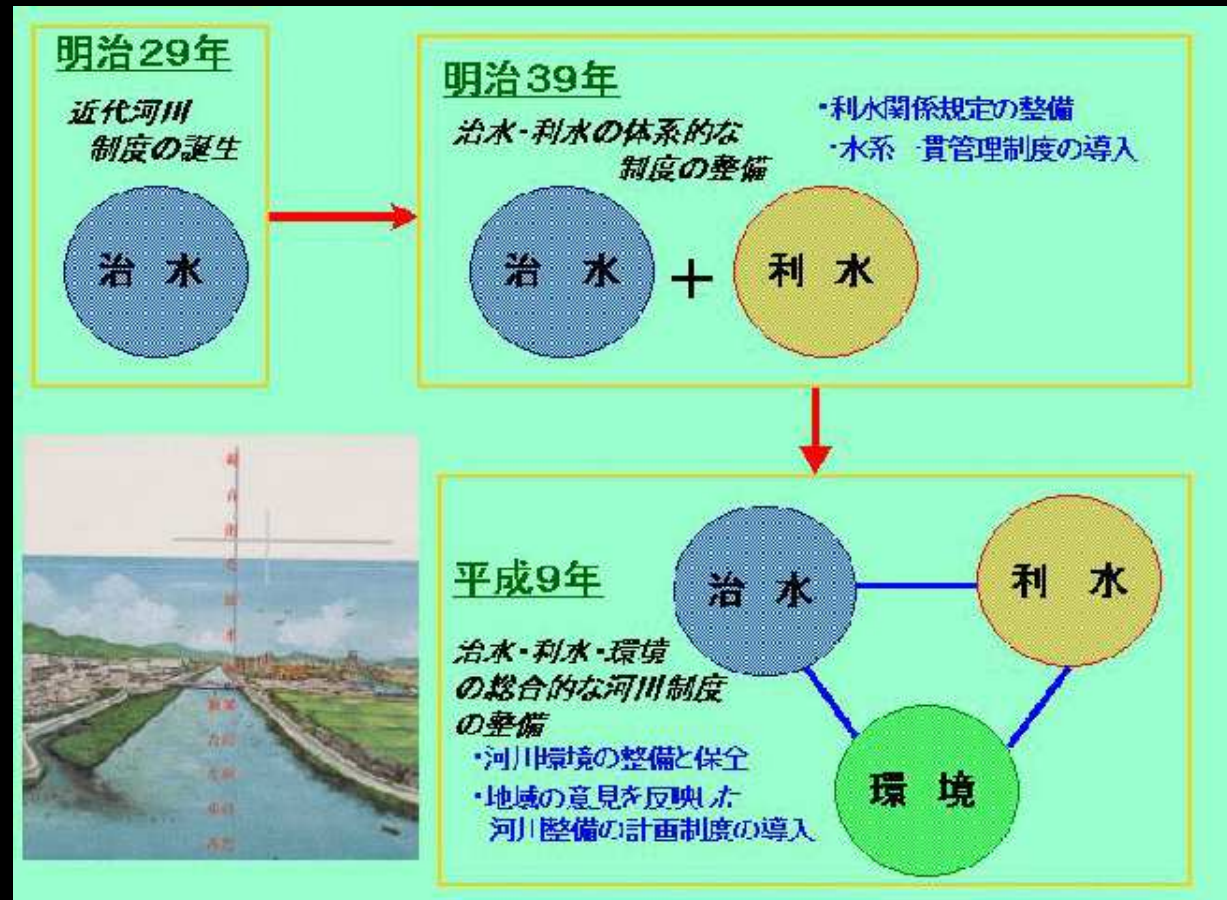 明治29年
近代河川
制度の誕生
治 水
明治39年
治水・利水の体系的な
制度の整備
・利水関係規定の整備
・水系一貫管理制度の導入
治 水
+
利 水
平成9年
治水・利水・環境
の総合的な河川制度
の整備
・河川環境の整備と保全
・地域の意見を反映した
河川整備の計画制度の導入
治 水
利 水
環 境